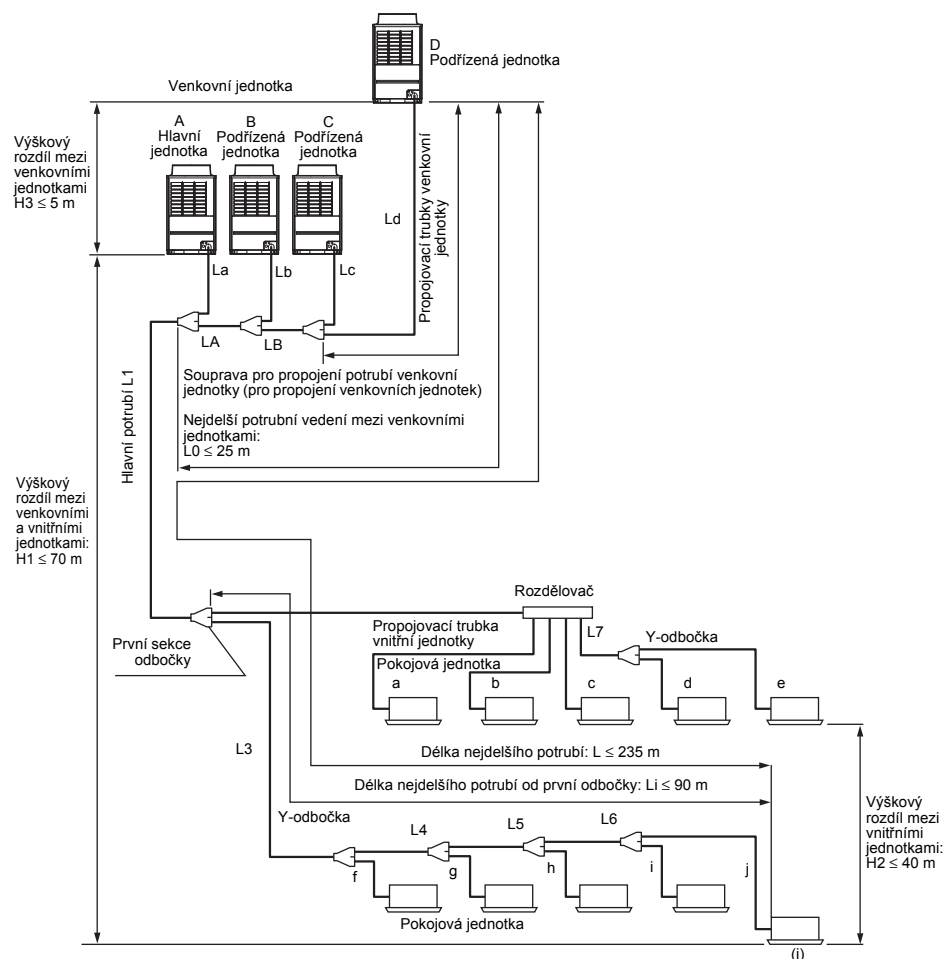 D
Podřízená jednotka
Venkovní jednotka
A
Hlavní
jednotka
B
Podřízená
jednotka
C
Podřízená
jednotka
Výškový
rozdíl mezi
venkovními
jednotkami
H3 ≤ 5 m
Ld
Propojovací trubky venkovní
jednotky
La
Lb
Lc
LA
LB
Souprava pro propojení potrubí venkovní
jednotky (pro propojení venkovních jednotek)
Nejdelší potrubní vedení mezi venkovními
jednotkami:
L0 ≤ 25 m
Hlavní potrubí L1
Výškový
rozdíl mezi
venkovními
a vnitřními
jednotkami:
H1 ≤ 70 m
Rozdělovač
Propojovací trubka
vnitřní jednotky
L7
Y-odbočka
První sekce
odbočky
Pokojová jednotka
a
b
c
d
e
L3
Délka nejdelšího potrubí: L ≤ 235 m
Délka nejdelšího potrubí od první odbočky: Li ≤ 90 m
Výškový
rozdíl mezi
vnitřními
jednotkami:
H2 ≤ 40 m
Y-odbočka
L4
L5
L6
f
g
h
i
j
Pokojová jednotka
(j)